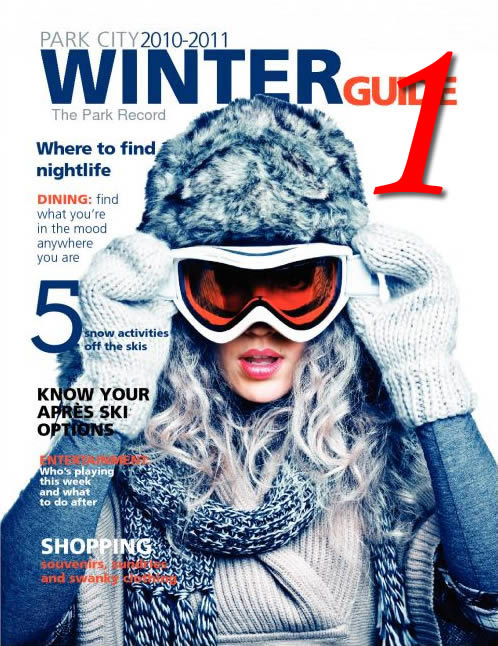 PARK CITY 2010-2011
WINTER GUIDE
1
The Park Record
Where to find
nightlife
DINING: find
what you're
in the mood
anywhere
you are
5
snow activities
off the skis
KNOW YOUR
APRÈS SKI
OPTIONS
ENTERTAINMENT:
Who's playing
this week
and what
to do after
SHOPPING
souvenirs, sundries
and swanky clothing